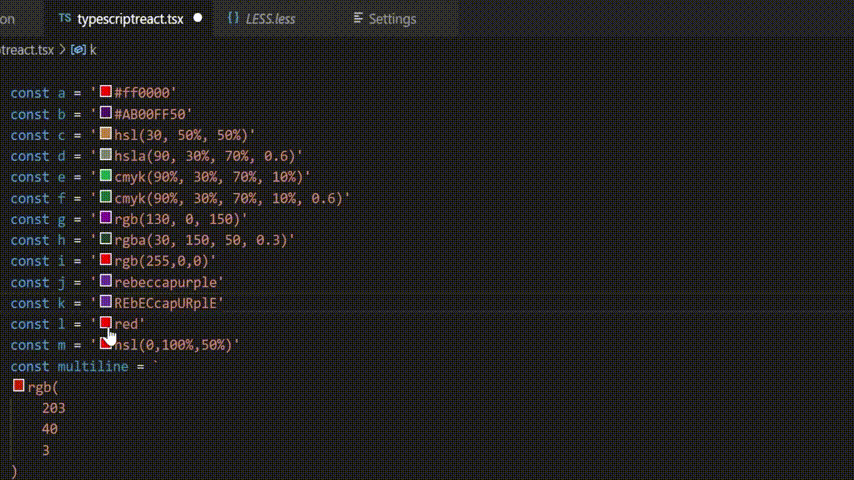 on TS typescriptreact.tsx {} LESS.less Settings
treact.tsx > k
const a = '#ff0000'
const b = '#AB00FF50'
const c = 'hsl(30, 50%, 50%)'
const d = 'hsla(90, 30%, 70%, 0.6)'
const e = 'cmyk(90%, 30%, 70%, 10%)'
const f = 'cmyk(90%, 30%, 70%, 10%, 0.6)'
const g = 'rgb(130, 0, 150)'
const h = 'rgba(30, 150, 50, 0.3)'
const i = 'rgb(255,0,0)'
const j = 'rebeccapurple'
const k = 'REbECcapURplE'
const l = 'red'
const m = 'hsl(0,100%,50%)'
const multiline = `
rgb(
203
40
3
)